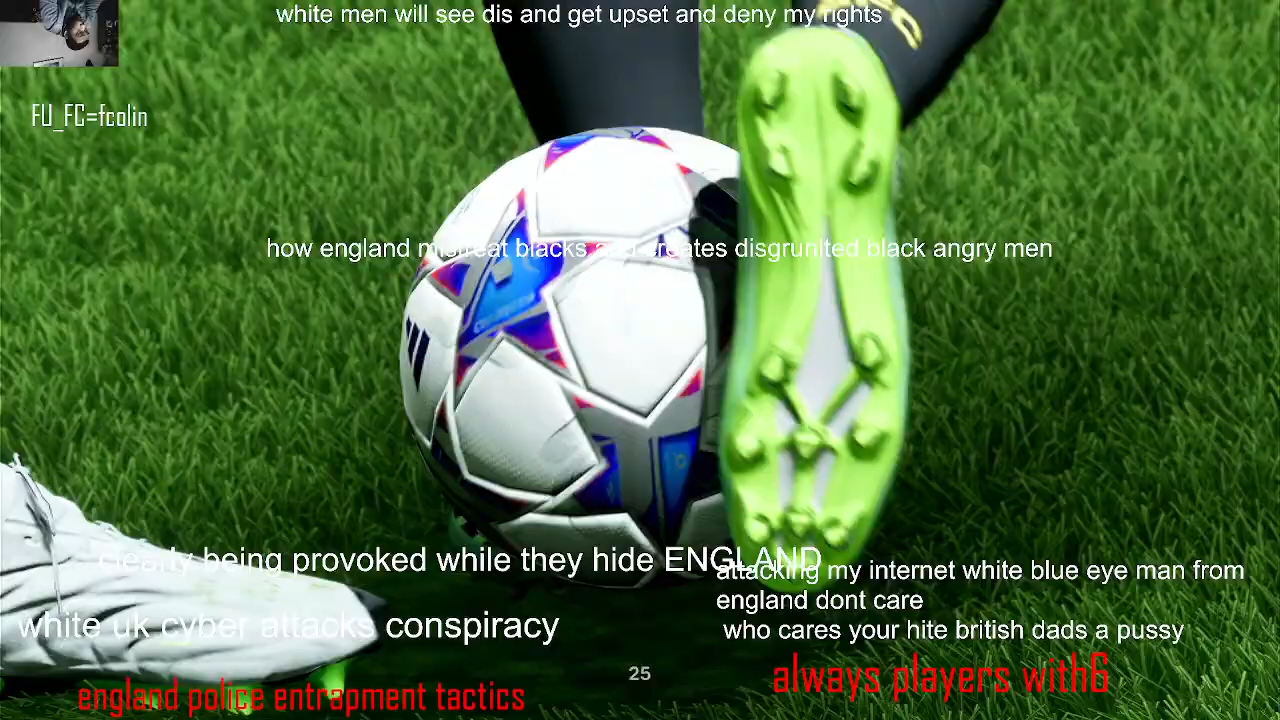 white men will see dis and get upset and deny my rights
FU_FC=fcolin
how england mistreat blacks and creates disgrunlted black angry men
clearly being provoked while they hide ENGLAND
attacking my internet white blue eye man from
england dont care
who cares your hite british dads a pussy
white uk cyber attacks conspiracy
25
always players with6
england police entrapment tactics